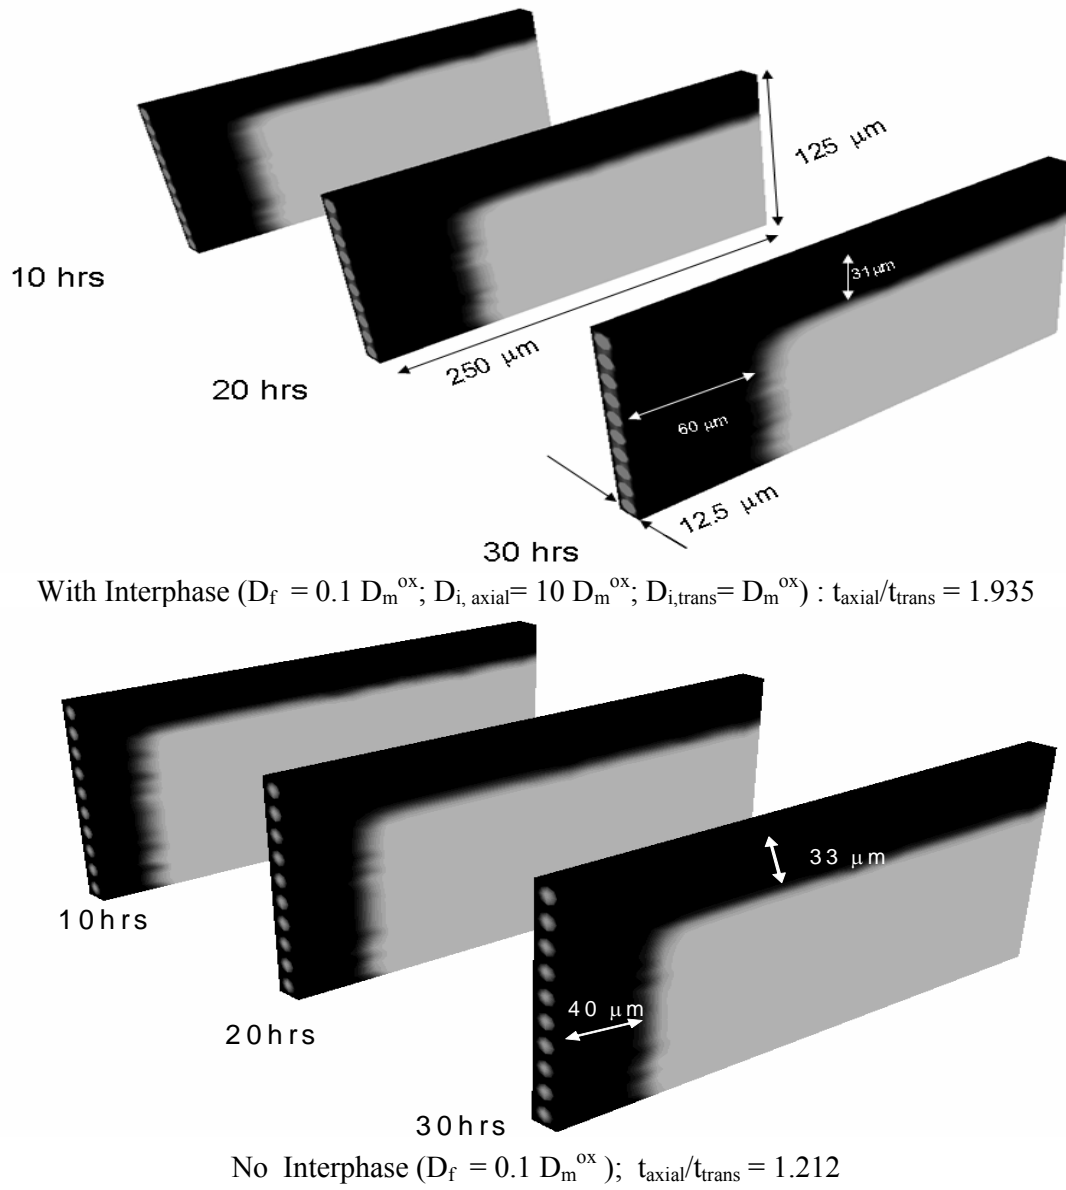 125 μm
10 hrs
31μm
250 μm
20 hrs
60 μm
12.5 μm
30 hrs
With Interphase (D_f = 0.1 D_m^ox; D_i, axial= 10 D_m^ox; D_i,trans= D_m^ox) : t_axial/t_trans = 1.935
33 μm
10hrs
40 μm
20hrs
30hrs
No Interphase (D_f = 0.1 D_m^ox ); t_axial/t_trans = 1.212